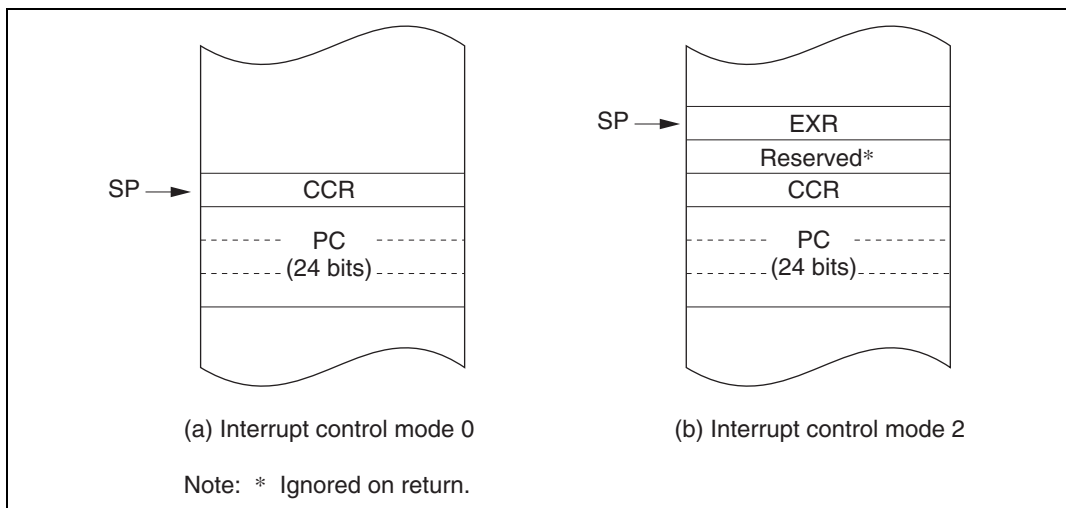 SP
CCR
PC
(24 bits)
(a) Interrupt control mode 0
SP
EXR
Reserved*
CCR
PC
(24 bits)
(b) Interrupt control mode 2
Note: * Ignored on return.